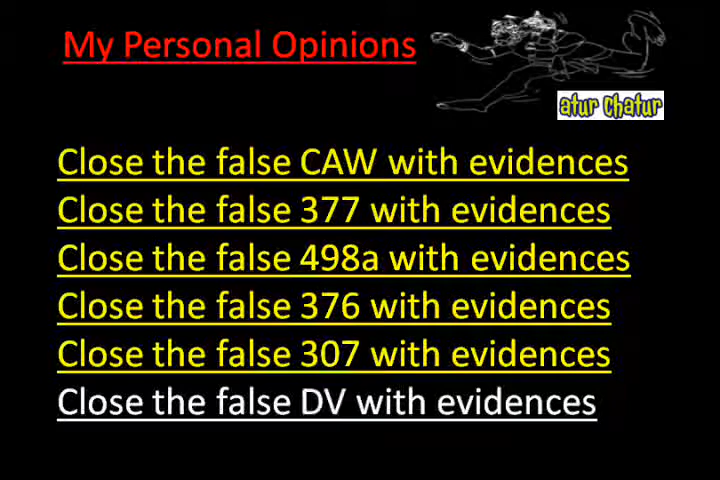 My Personal Opinions
atur chatur
Close the false CAW with evidences
Close the false 377 with evidences
Close the false 498a with evidences
Close the false 376 with evidences
Close the false 307 with evidences
Close the false DV with evidences